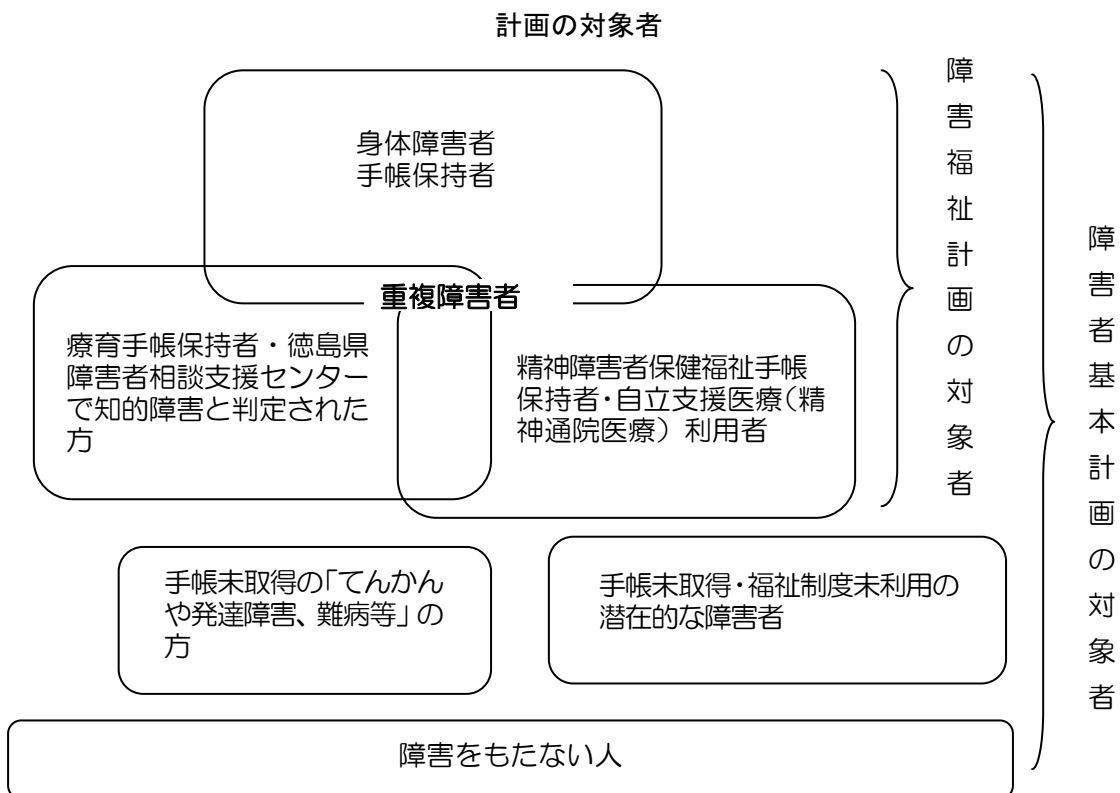 計画の対象者
身体障害者
手帳保持者
重複障害者
療育手帳保持者・徳島県
障害者相談支援センター
で知的障害と判定された
方
精神障害者保健福祉手帳
保持者・自立支援医療（精
神通院医療）利用者
手帳未取得の「てんかん
や発達障害、難病等」の
方
手帳未取得・福祉制度未利用の
潜在的な障害者
障害をもたない人
障害福祉計画の対象者
障害者基本計画の対象者